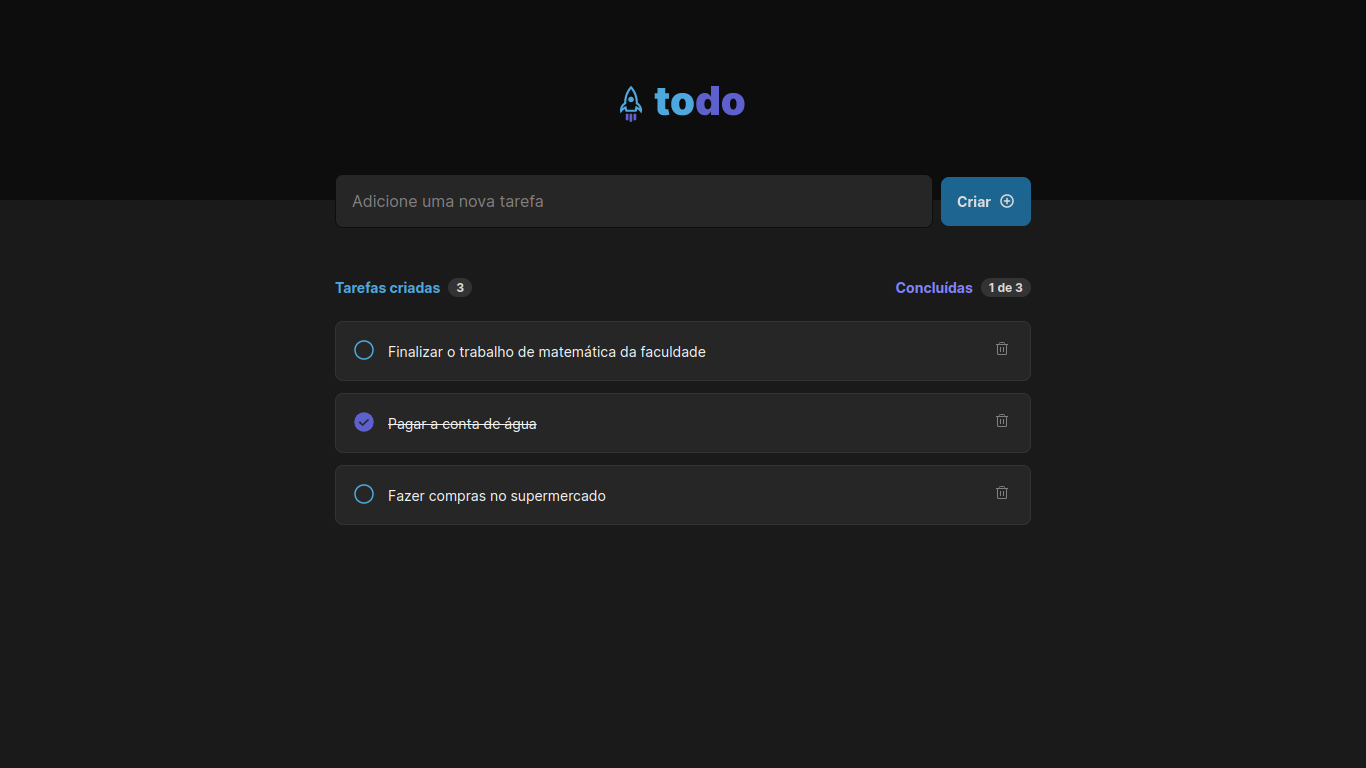 todo
Adicione uma nova tarefa
Criar
Tarefas criadas 3
Concluídas 1 de 3
Finalizar o trabalho de matemática da faculdade
Pagar a conta de água
Fazer compras no supermercado